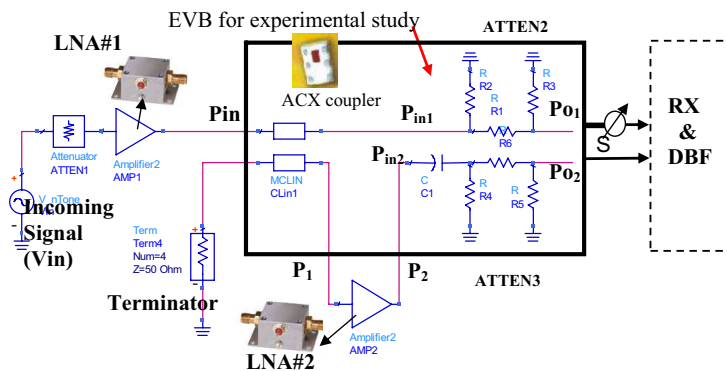 EVB for experimental study
ATTEN2
LNA#1
ACX coupler
R
R2
R
R1
R
R3
R6
Pin
Pin1
Po1
RX
&
DBF
S
Attenuator
ATTEN1
Amplifier2
AMP1
Pin2
Po2
MCLIN
CLin1
C
C1
R
R4
R
R5
V_nTone
Vin
Incoming
Signal
(Vin)
Term
Term4
Num=4
Z=50 Ohm
Terminator
P1
P2
ATTEN3
LNA#2
Amplifier2
AMP2